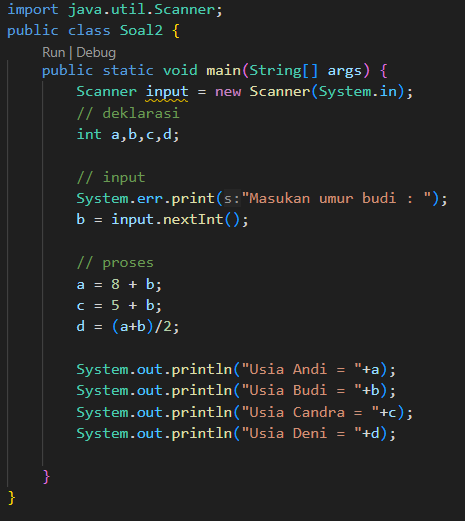 import java.util.Scanner;
public class Soal2 {
Run | Debug
public static void main(String[] args) {
Scanner input = new Scanner(System.in);
// deklarasi
int a,b,c,d;
// input
System.err.print(s:"Masukan umur budi : ");
b = input.nextInt();
// proses
a = 8 + b;
c = 5 + b;
d = (a+b)/2;
System.out.println("Usia Andi = "+a);
System.out.println("Usia Budi = "+b);
System.out.println("Usia Candra = "+c);
System.out.println("Usia Deni = "+d);
}
}